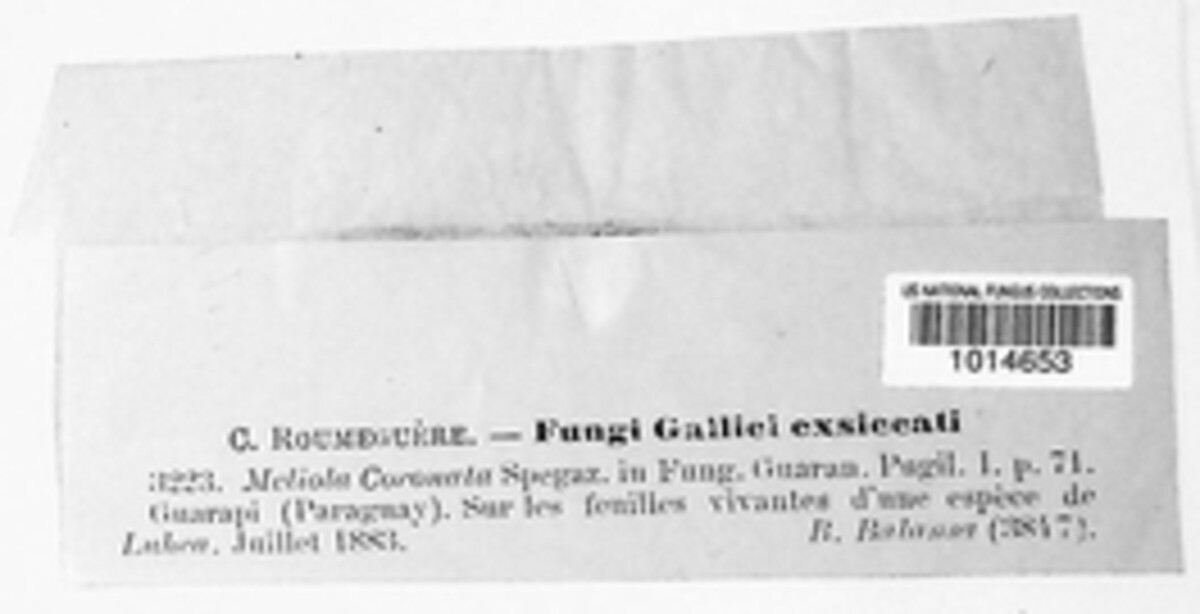 US NATIONAL FUNGUS COLLECTIONS
1014653
C. ROUMEGUÈRE. — Fungi Gallici exsiccati
3223. Meliola Coronata Spegaz. in Fung. Guaran. Pugil. I. p. 71.
Guarapi (Paraguay). Sur les feuilles vivantes d'une espèce de
Luhea. Juillet 1883. B. Balansa (3847).